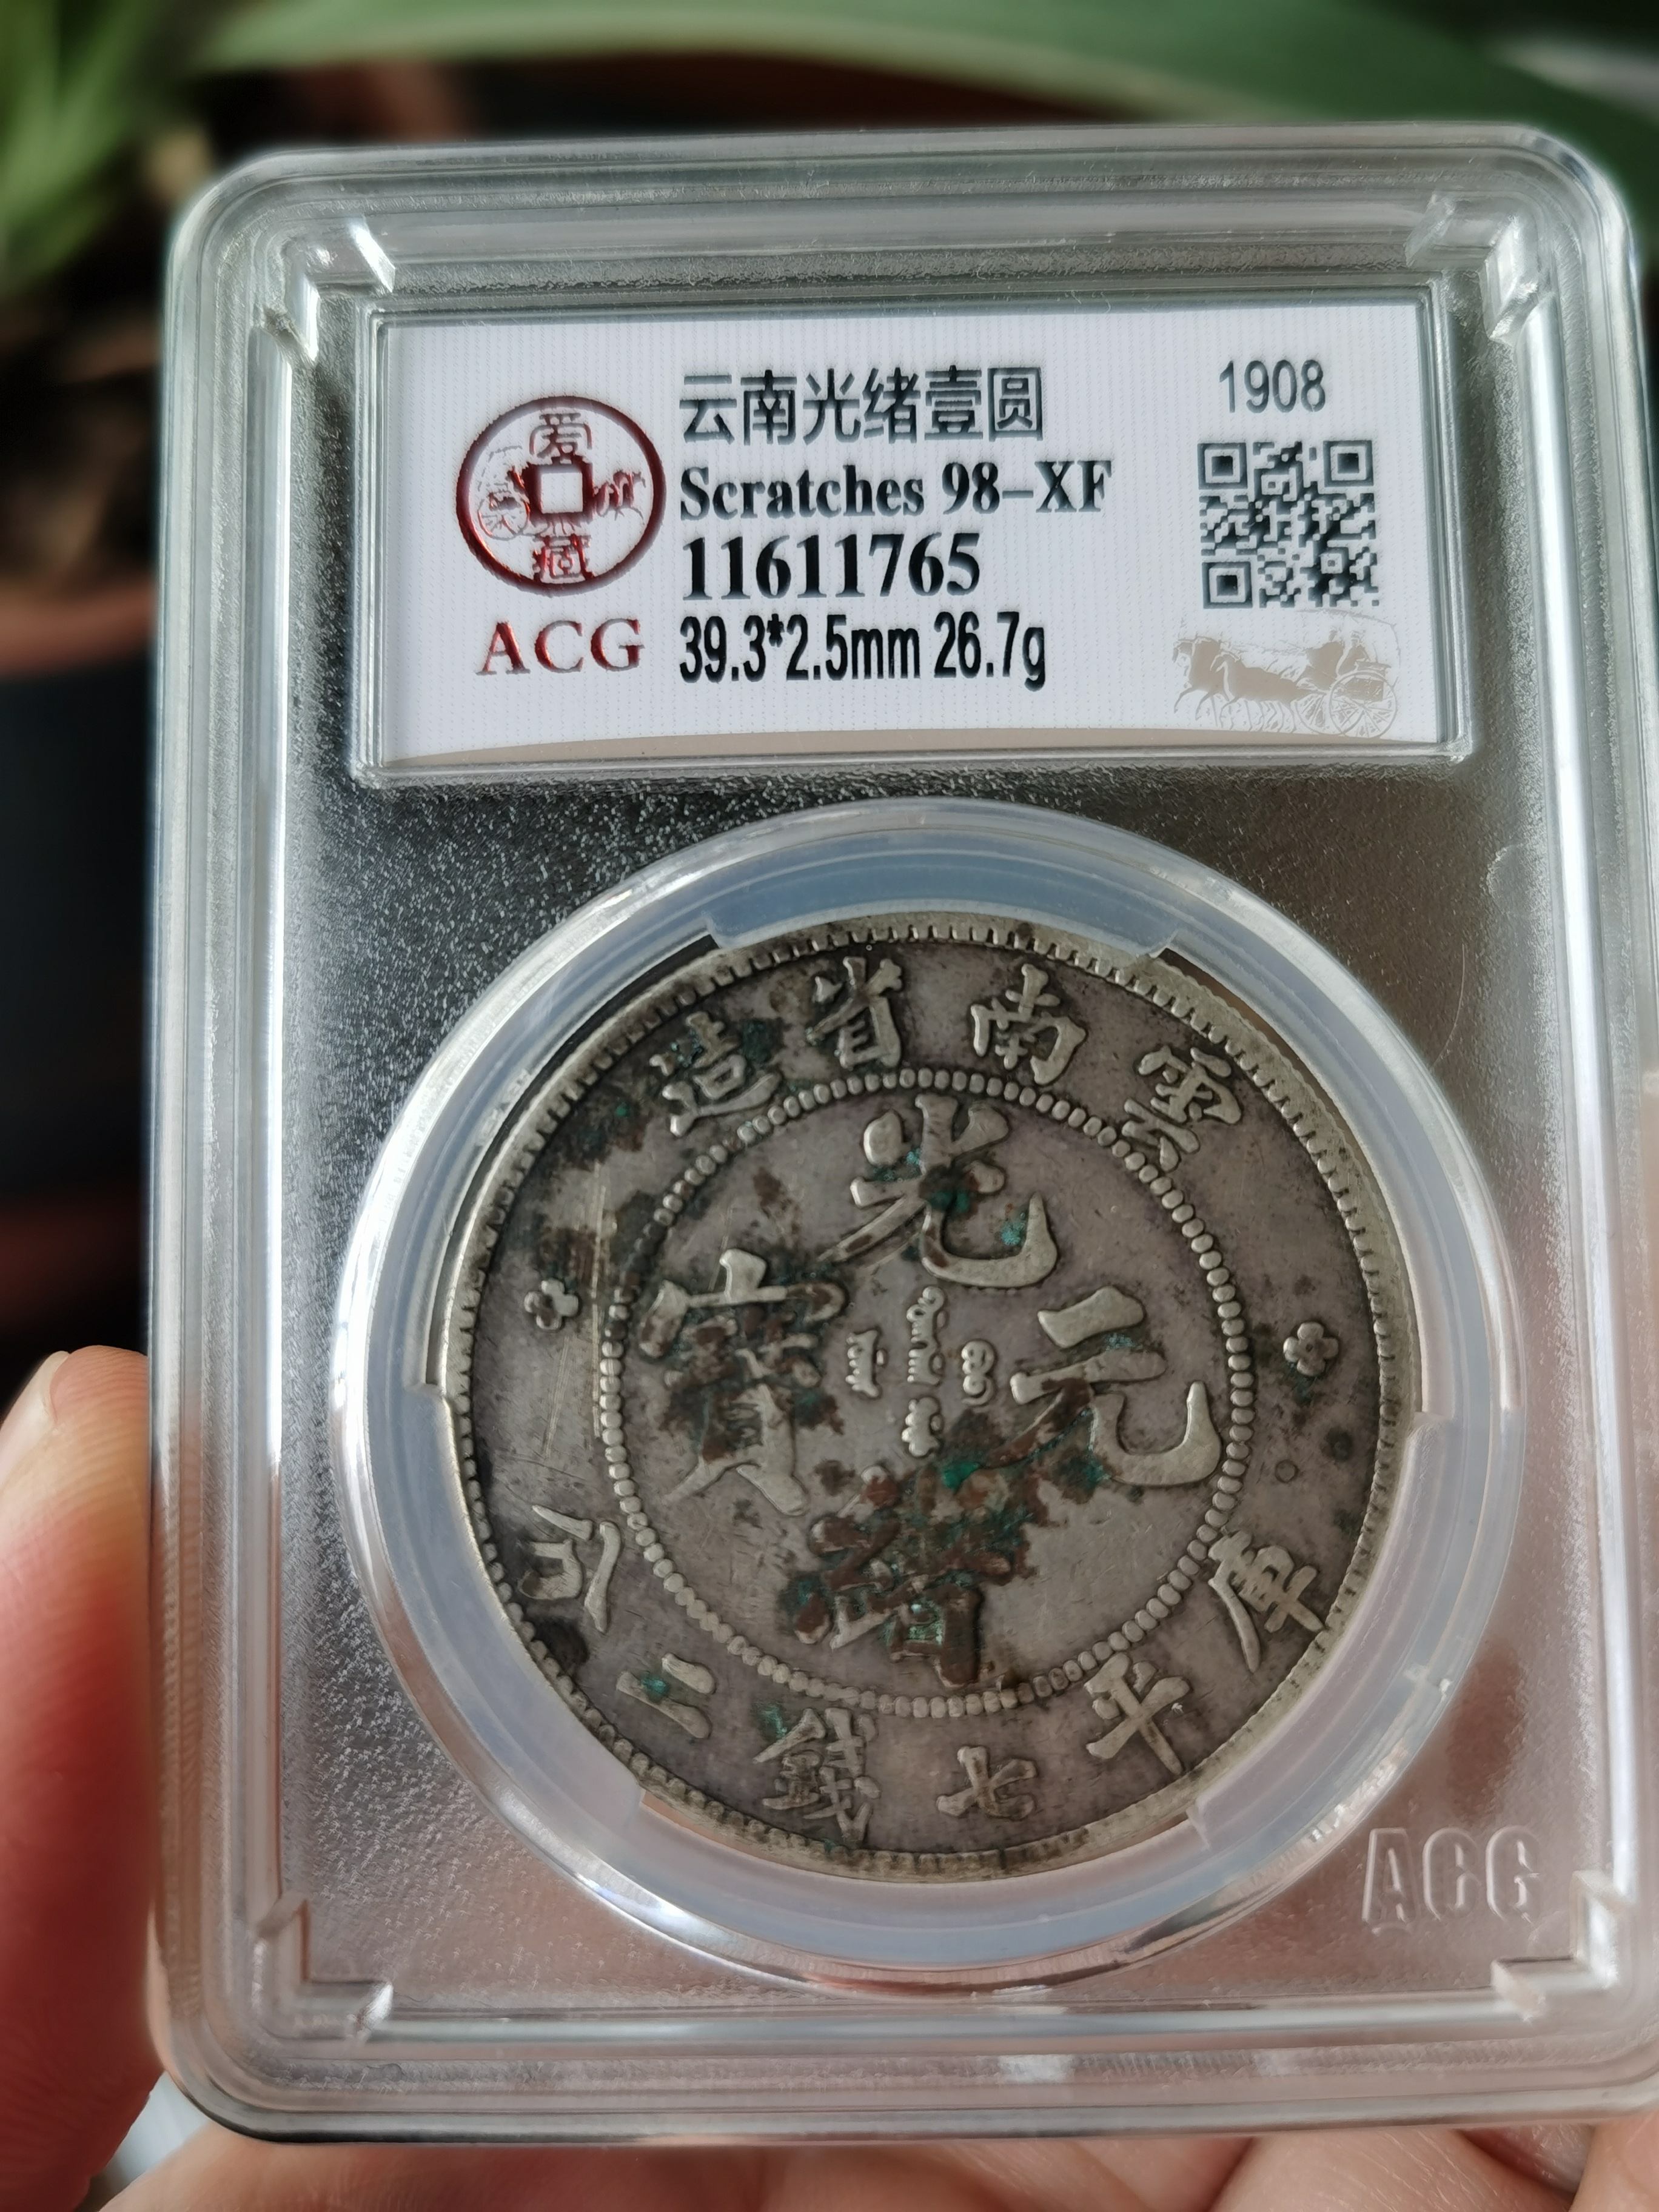 爱藏
ACG
云南光绪壹圆
Scratches 98-XF
11611765
39.3*2.5mm 26.7g
1908
雲南省造
光緒元寶
庫平七錢二
ACG